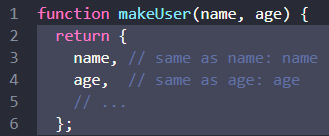 1 function makeUser(name, age) {
2   return {
3     name, // same as name: name
4     age,  // same as age: age
5     // ...
6   };